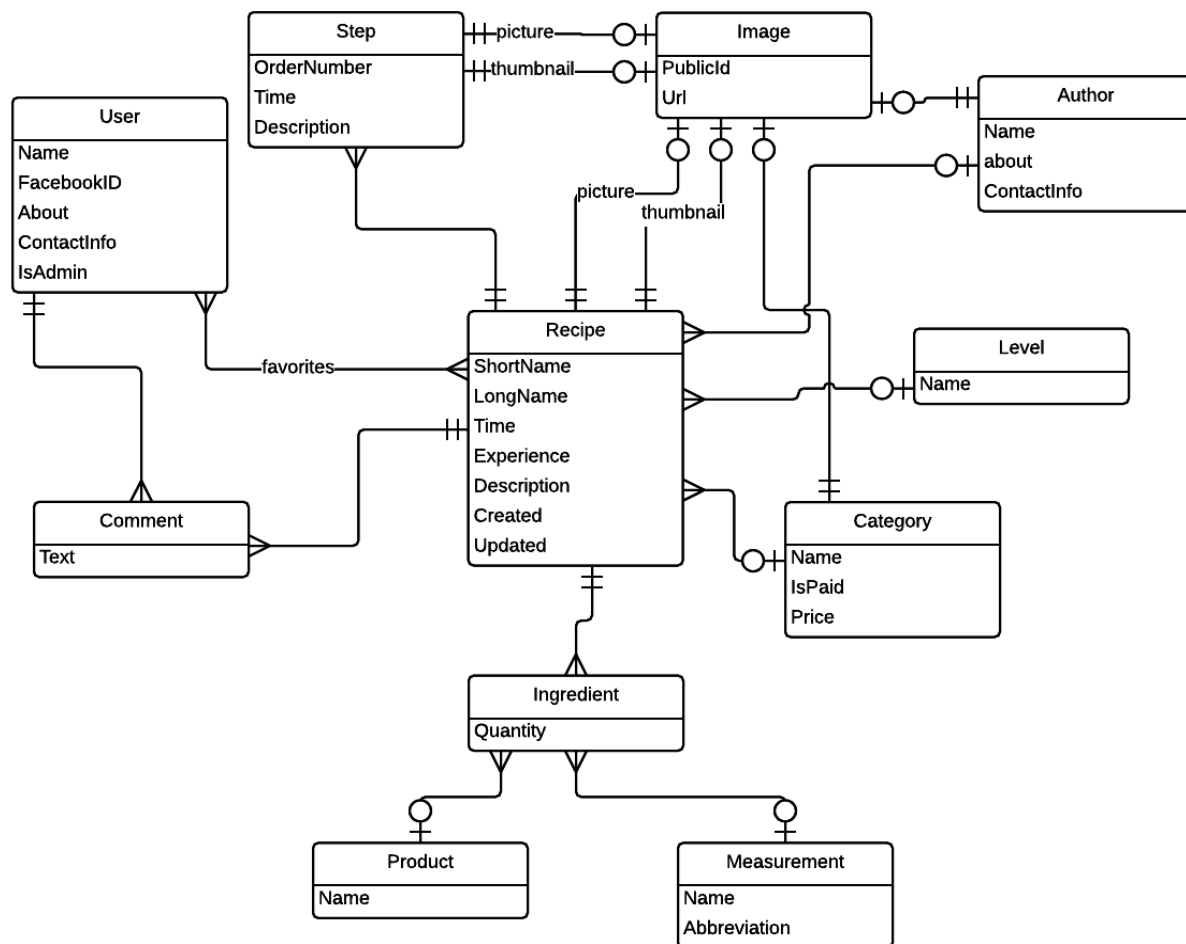 Step
OrderNumber
Time
Description
picture
thumbnail
Image
PublicId
Url
Author
Name
about
ContactInfo
User
Name
FacebookID
About
ContactInfo
IsAdmin
picture
thumbnail
favorites
Recipe
ShortName
LongName
Time
Experience
Description
Created
Updated
Level
Name
Comment
Text
Category
Name
IsPaid
Price
Ingredient
Quantity
Product
Name
Measurement
Name
Abbreviation